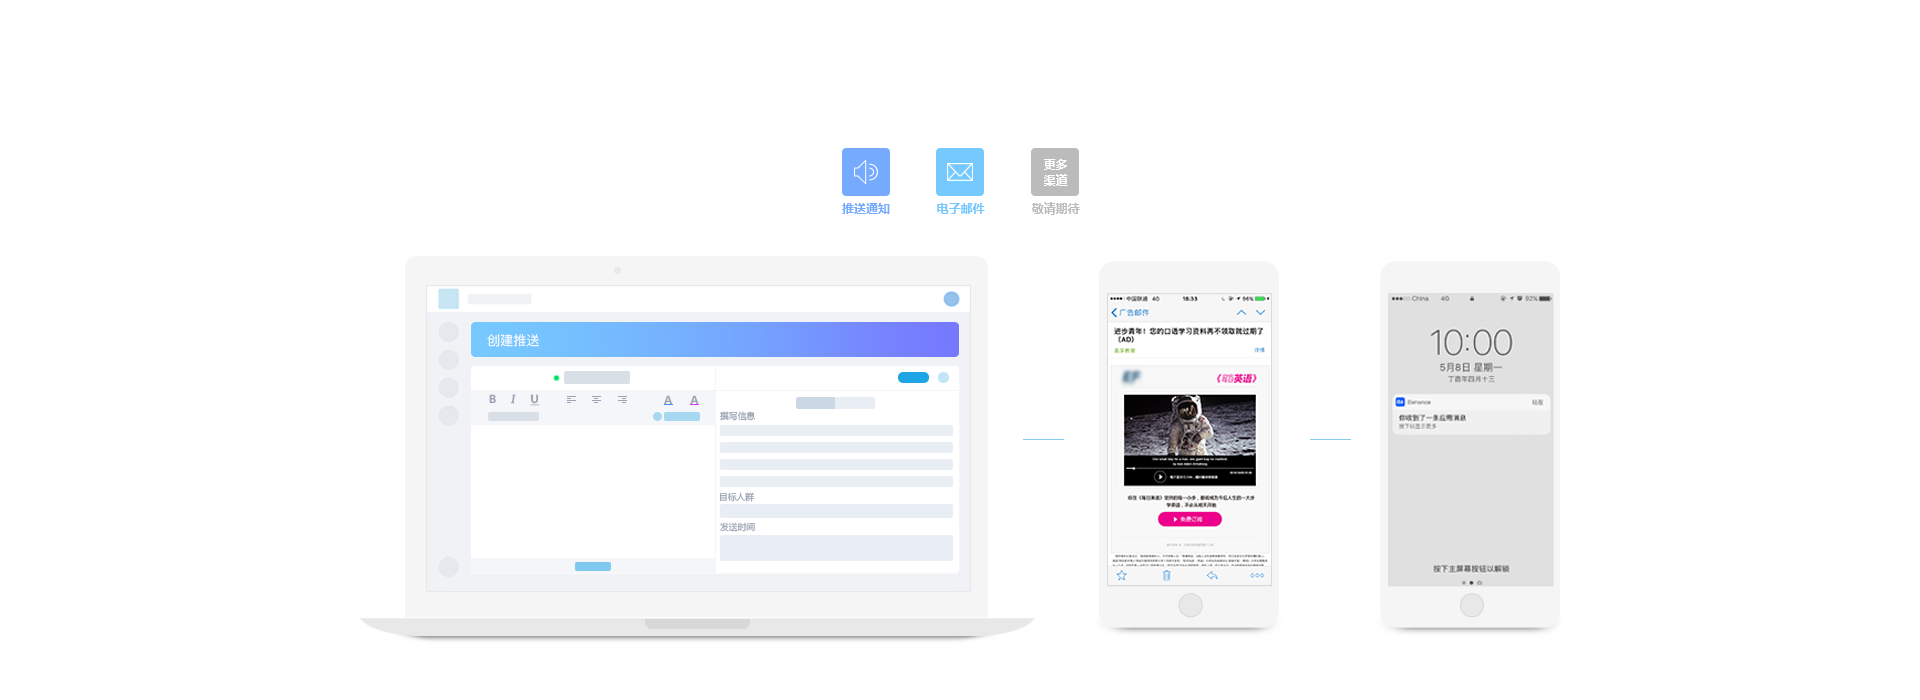 更多
渠道
推送通知
电子邮件
敬请期待
创建推送
B I U
A A
撰写信息
目标人群
发送时间
中国联通 4G
18:33
96%
广告邮件
进步青年！您的口语学习资料再不领取就过期了
（AD）
详情
EF
《每日英语》
免费订阅
China 4G
92%
10:00
5月8日 星期一
丁酉年四月十三
Behance
你收到了一条应用消息
按下以显示更多
按下主屏幕按钮以解锁